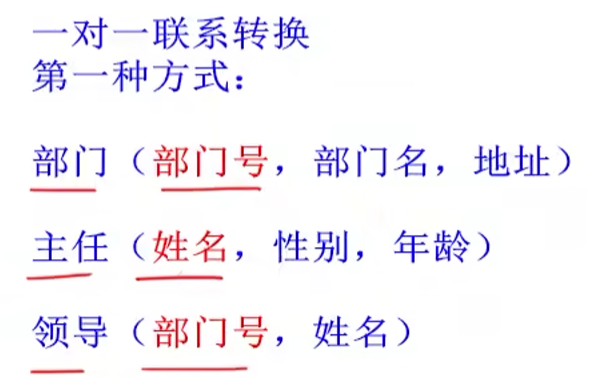 一对一联系转换
第一种方式：
部门（部门号，部门名，地址）
主任（姓名，性别，年龄）
领导（部门号，姓名）